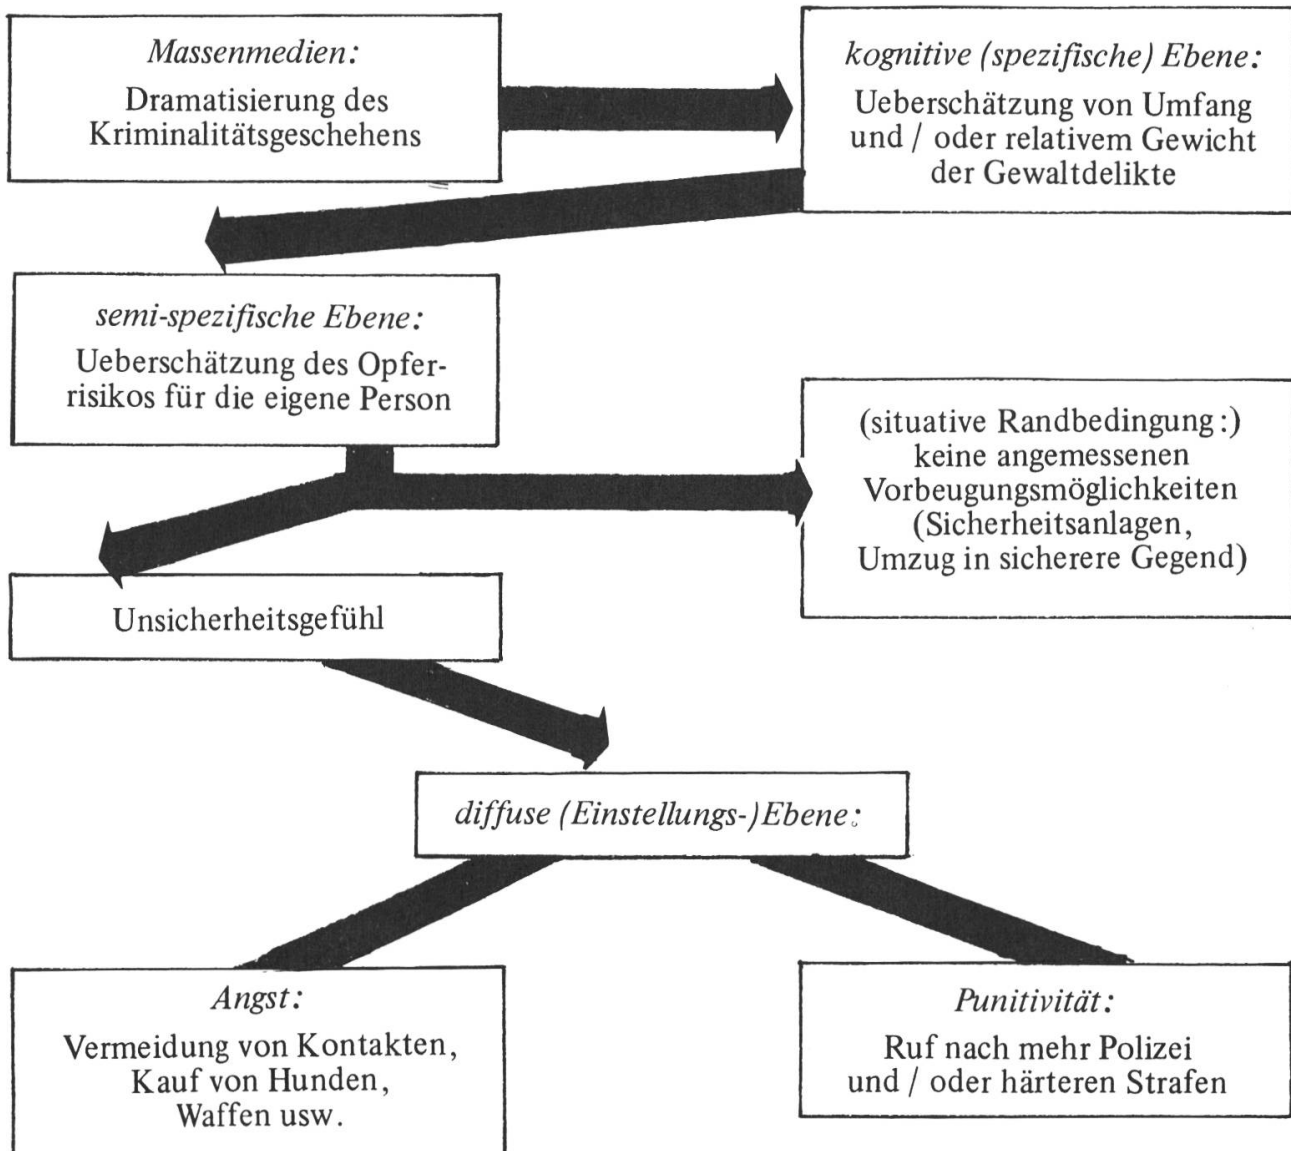 Massenmedien:
Dramatisierung des
Kriminalitätsgeschehens
kognitive (spezifische) Ebene:
Ueberschätzung von Umfang
und / oder relativem Gewicht
der Gewaltdelikte
semi-spezifische Ebene:
Ueberschätzung des Opfer-
risikos für die eigene Person
(situative Randbedingung:)
keine angemessenen
Vorbeugungsmöglichkeiten
(Sicherheitsanlagen,
Umzug in sicherere Gegend)
Unsicherheitsgefühl
diffuse (Einstellungs-)Ebene:
Angst:
Vermeidung von Kontakten,
Kauf von Hunden,
Waffen usw.
Punitivität:
Ruf nach mehr Polizei
und / oder härteren Strafen